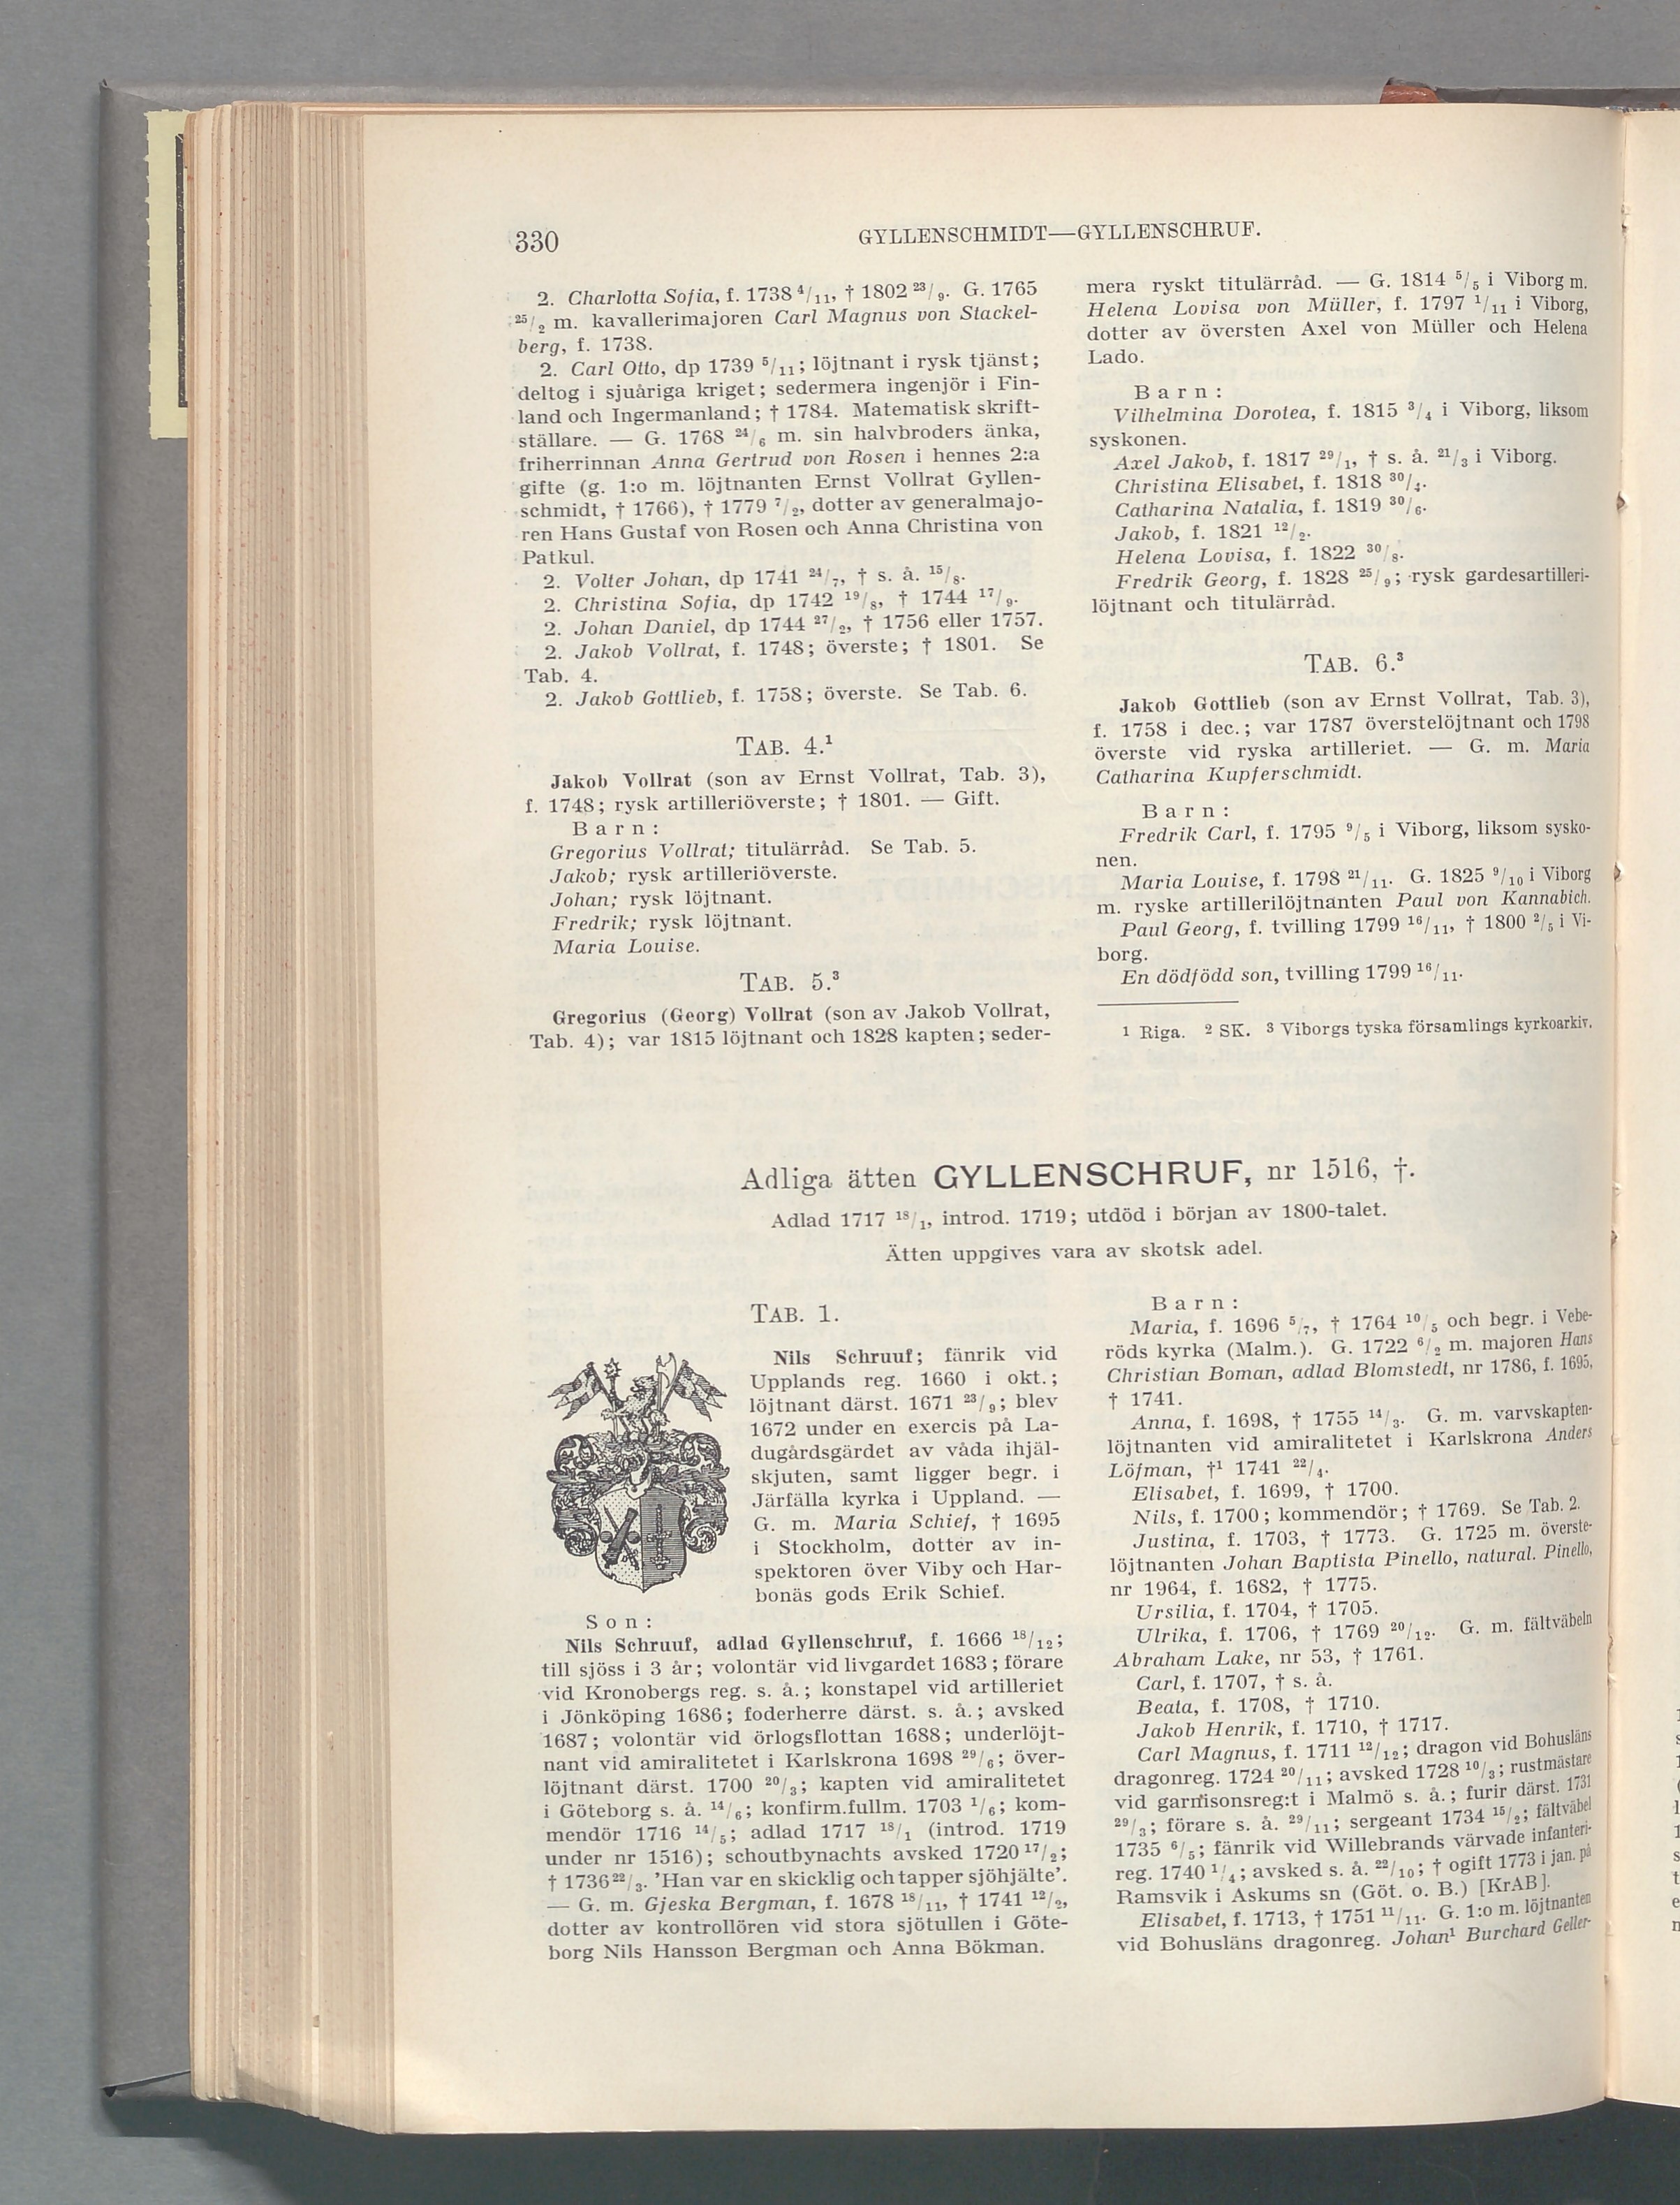 330
GYLLENSCHMIDT—GYLLENSCHRUF.
2. Charlotta Sofia, f. 1738 4/11, † 1802 23/9. G. 1765
25/2 m. kavallerimajoren Carl Magnus von Stackel-
berg, f. 1738.
2. Carl Otto, dp 1739 5/11; löjtnant i rysk tjänst;
deltog i sjuåriga kriget; sedermera ingenjör i Fin-
land och Ingermanland; † 1784. Matematisk skrift-
ställare. — G. 1768 24/6 m. sin halvbroders änka,
friherrinnan Anna Gertrud von Rosen i hennes 2:a
gifte (g. 1:o m. löjtnanten Ernst Vollrat Gyllen-
schmidt, † 1766), † 1779 7/2, dotter av generalmajo-
ren Hans Gustaf von Rosen och Anna Christina von
Patkul.
2. Volter Johan, dp 1741 24/7, † s. å. 15/8.
2. Christina Sofia, dp 1742 19/8, † 1744 17/9.
2. Johan Daniel, dp 1744 27/2, † 1756 eller 1757.
2. Jakob Vollrat, f. 1748; överste; † 1801. Se
Tab. 4.
2. Jakob Gottlieb, f. 1758; överste. Se Tab. 6.
TAB. 4.1
Jakob Vollrat (son av Ernst Vollrat, Tab. 3),
f. 1748; rysk artilleriöverste; † 1801. — Gift.
Barn:
Gregorius Vollrat; titulärråd. Se Tab. 5.
Jakob; rysk artilleriöverste.
Johan; rysk löjtnant.
Fredrik; rysk löjtnant.
Maria Louise.
TAB. 5.3
Gregorius (Georg) Vollrat (son av Jakob Vollrat,
Tab. 4); var 1815 löjtnant och 1828 kapten; seder-
mera ryskt titulärråd. — G. 1814 5/5 i Viborg m.
Helena Lovisa von Müller, f. 1797 1/11 i Viborg,
dotter av översten Axel von Müller och Helena
Lado.
Barn:
Vilhelmina Dorotea, f. 1815 3/4 i Viborg, liksom
syskonen.
Axel Jakob, f. 1817 29/1, † s. å. 21/3 i Viborg.
Christina Elisabet, f. 1818 30/4.
Catharina Natalia, f. 1819 30/6.
Jakob, f. 1821 12/2.
Helena Lovisa, f. 1822 30/8.
Fredrik Georg, f. 1828 25/9; rysk gardesartilleri-
löjtnant och titulärråd.
TAB. 6.3
Jakob Gottlieb (son av Ernst Vollrat, Tab. 3),
f. 1758 i dec.; var 1787 överstelöjtnant och 1798
överste vid ryska artilleriet. — G. m. Maria
Catharina Kupferschmidt.
Barn:
Fredrik Carl, f. 1795 9/5 i Viborg, liksom sysko-
nen.
Maria Louise, f. 1798 21/11. G. 1825 9/10 i Viborg
m. ryske artillerilöjtnanten Paul von Kannabich.
Paul Georg, f. tvilling 1799 16/11, † 1800 2/5 i Vi-
borg.
En dödfödd son, tvilling 1799 16/11.
1 Riga. 2 SK. 3 Viborgs tyska församlings kyrkoarkiv.
Adliga ätten GYLLENSCHRUF, nr 1516, †.
Adlad 1717 18/1, introd. 1719; utdöd i början av 1800-talet.
Ätten uppgives vara av skotsk adel.
TAB. 1.
Nils Schruuf; fänrik vid
Upplands reg. 1660 i okt.;
löjtnant därst. 1671 23/9; blev
1672 under en exercis på La-
dugårdsgärdet av våda ihjäl-
skjuten, samt ligger begr. i
Järfälla kyrka i Uppland. —
G. m. Maria Schief, † 1695
i Stockholm, dotter av in-
spektoren över Viby och Har-
bonäs gods Erik Schief.
Son:
Nils Schruuf, adlad Gyllenschruf, f. 1666 18/12;
till sjöss i 3 år; volontär vid livgardet 1683; förare
vid Kronobergs reg. s. å.; konstapel vid artilleriet
i Jönköping 1686; foderherre därst. s. å.; avsked
1687; volontär vid örlogsflottan 1688; underlöjt-
nant vid amiralitetet i Karlskrona 1698 29/6; över-
löjtnant därst. 1700 20/3; kapten vid amiralitetet
i Göteborg s. å. 14/6; konfirm.fullm. 1703 1/6; kom-
mendör 1716 14/5; adlad 1717 18/1 (introd. 1719
under nr 1516); schoutbynachts avsked 1720 17/2;
† 1736 22/3. 'Han var en skicklig och tapper sjöhjälte'.
— G. m. Gjeska Bergman, f. 1678 18/11, † 1741 12/2,
dotter av kontrollören vid stora sjötullen i Göte-
borg Nils Hansson Bergman och Anna Bökman.
Barn:
Maria, f. 1696 5/7, † 1764 10/5 och begr. i Vebe-
röds kyrka (Malm.). G. 1722 6/2 m. majoren Hans
Christian Boman, adlad Blomstedt, nr 1786, f. 1695,
† 1741.
Anna, f. 1698, † 1755 14/3. G. m. varvskapten-
löjtnanten vid amiralitetet i Karlskrona Anders
Löfman, †1 1741 22/4.
Elisabet, f. 1699, † 1700.
Nils, f. 1700; kommendör; † 1769. Se Tab. 2.
Justina, f. 1703, † 1773. G. 1725 m. överste-
löjtnanten Johan Baptista Pinello, natural. Pinello,
nr 1964, f. 1682, † 1775.
Ursilia, f. 1704, † 1705.
Ulrika, f. 1706, † 1769 20/12. G. m. fältväbeln
Abraham Lake, nr 53, † 1761.
Carl, f. 1707, † s. å.
Beata, f. 1708, † 1710.
Jakob Henrik, f. 1710, † 1717.
Carl Magnus, f. 1711 12/12; dragon vid Bohusläns
dragonreg. 1724 20/11; avsked 1728 10/3; rustmästare
vid garnisonsreg:t i Malmö s. å.; furir därst. 1731
29/3; förare s. å. 29/11; sergeant 1734 15/2; fältväbel
1735 6/5; fänrik vid Willebrands värvade infanteri-
reg. 1740 1/4; avsked s. å. 22/10; † ogift 1773 i jan. på
Ramsvik i Askums sn (Göt. o. B.) [KrAB].
Elisabet, f. 1713, † 1751 11/11. G. 1:o m. löjtnanten
vid Bohusläns dragonreg. Johan1 Burchard Geller-